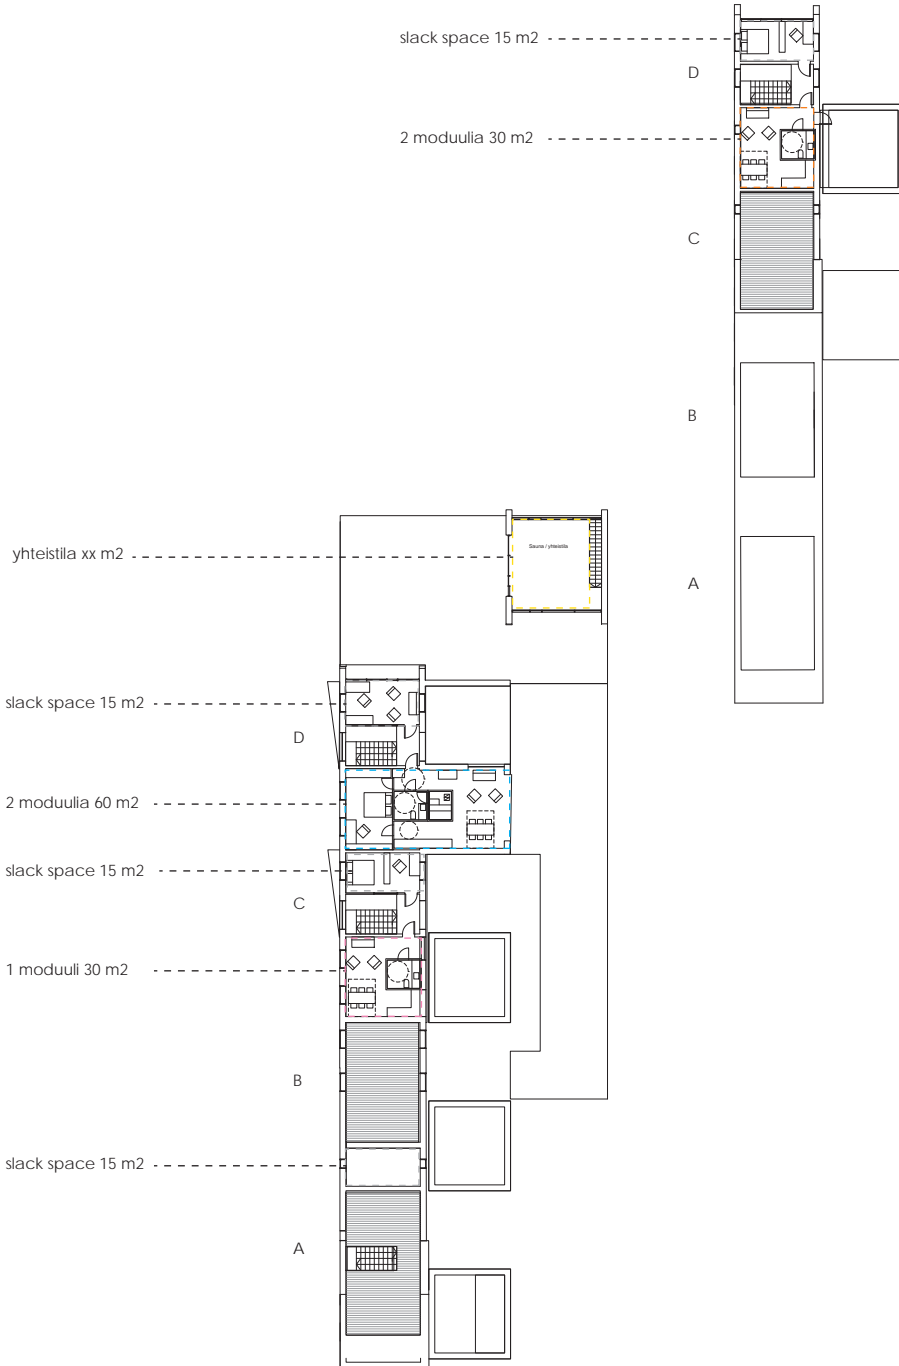 slack space 15 m2
D
2 moduulia 30 m2
C
B
A
yhteistila xx m2
Sauna / yhteistila
slack space 15 m2
D
2 moduulia 60 m2
slack space 15 m2
C
1 moduuli 30 m2
B
slack space 15 m2
A